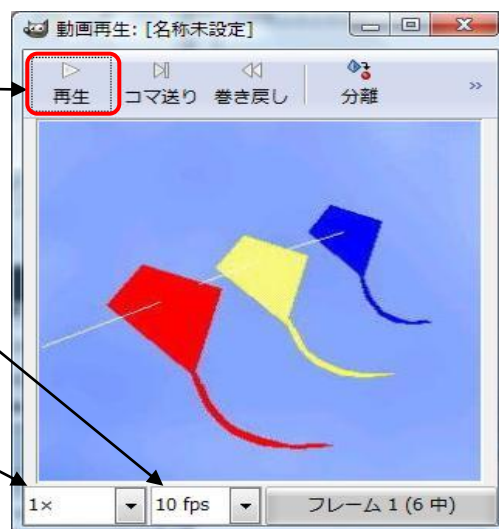 動画再生: [名称未設定]
再生 コマ送り 巻き戻し 分離 »
1× 10 fps フレーム 1 (6 中)